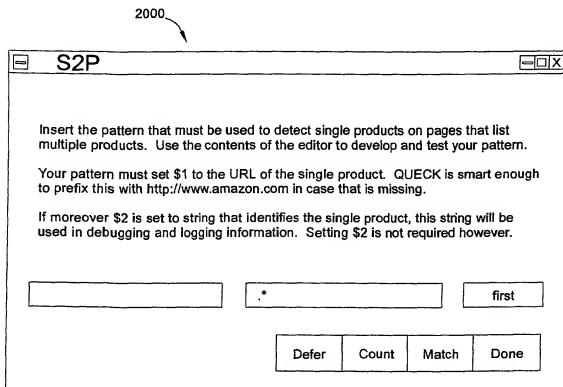 2000
S2P
Insert the pattern that must be used to detect single products on pages that list
multiple products. Use the contents of the editor to develop and test your pattern.
Your pattern must set $1 to the URL of the single product. QUECK is smart enough
to prefix this with http://www.amazon.com in case that is missing.
If moreover $2 is set to string that identifies the single product, this string will be
used in debugging and logging information. Setting $2 is not required however.
.* first
Defer Count Match Done